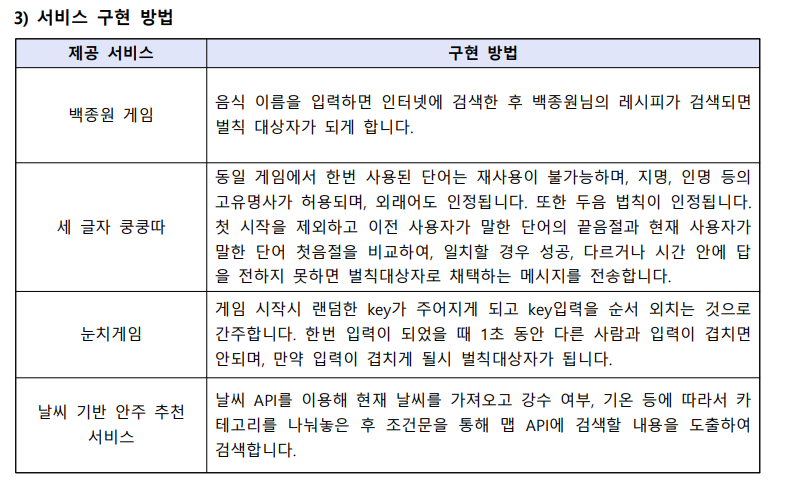 3) 서비스 구현 방법
제공 서비스
구현 방법
백종원 게임
음식 이름을 입력하면 인터넷에 검색한 후 백종원님의 레시피가 검색되면
벌칙 대상자가 되게 합니다.
세 글자 쿵쿵따
동일 게임에서 한번 사용된 단어는 재사용이 불가능하며, 지명, 인명 등의
고유명사가 허용되며, 외래어도 인정됩니다. 또한 두음 법칙이 인정됩니다.
첫 시작을 제외하고 이전 사용자가 말한 단어의 끝음절과 현재 사용자가
말한 단어 첫음절을 비교하여, 일치할 경우 성공, 다르거나 시간 안에 답
을 전하지 못하면 벌칙대상자로 채택하는 메시지를 전송합니다.
눈치게임
게임 시작시 랜덤한 key가 주어지게 되고 key입력을 순서 외치는 것으로
간주합니다. 한번 입력이 되었을 때 1초 동안 다른 사람과 입력이 겹치면
안되며, 만약 입력이 겹치게 될시 벌칙대상자가 됩니다.
날씨 기반 안주 추천
서비스
날씨 API를 이용해 현재 날씨를 가져오고 강수 여부, 기온 등에 따라서 카
테고리를 나눠놓은 후 조건문을 통해 맵 API에 검색할 내용을 도출하여
검색합니다.